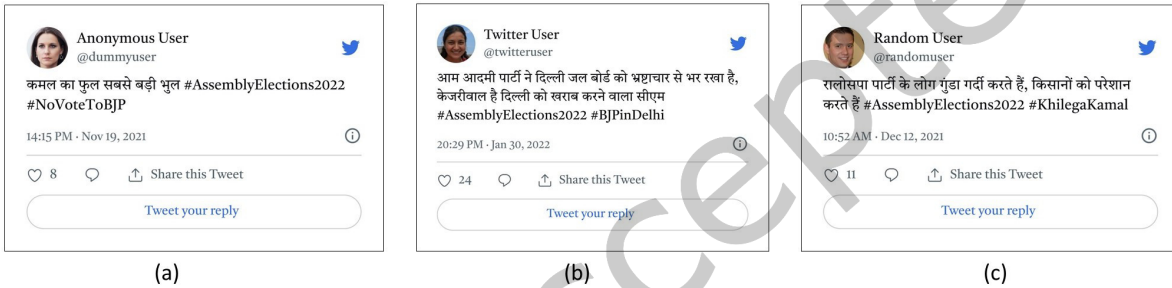 Anonymous User
@dummyuser
कमल का फुल सबसे बड़ी भुल #AssemblyElections2022
#NoVoteToBJP
14:15 PM · Nov 19, 2021
8
Share this Tweet
Tweet your reply
(a)
Twitter User
@twitteruser
आम आदमी पार्टी ने दिल्ली जल बोर्ड को भ्रष्टाचार से भर रखा है,
केजरीवाल है दिल्ली को खराब करने वाला सीएम
#AssemblyElections2022 #BJPinDelhi
20:29 PM · Jan 30, 2022
24
Share this Tweet
Tweet your reply
(b)
Random User
@randomuser
रालोसपा पार्टी के लोग गुंडा गर्दी करते हैं, किसानों को परेशान
करते हैं #AssemblyElections2022 #KhilegaKamal
10:52 AM · Dec 12, 2021
11
Share this Tweet
Tweet your reply
(c)